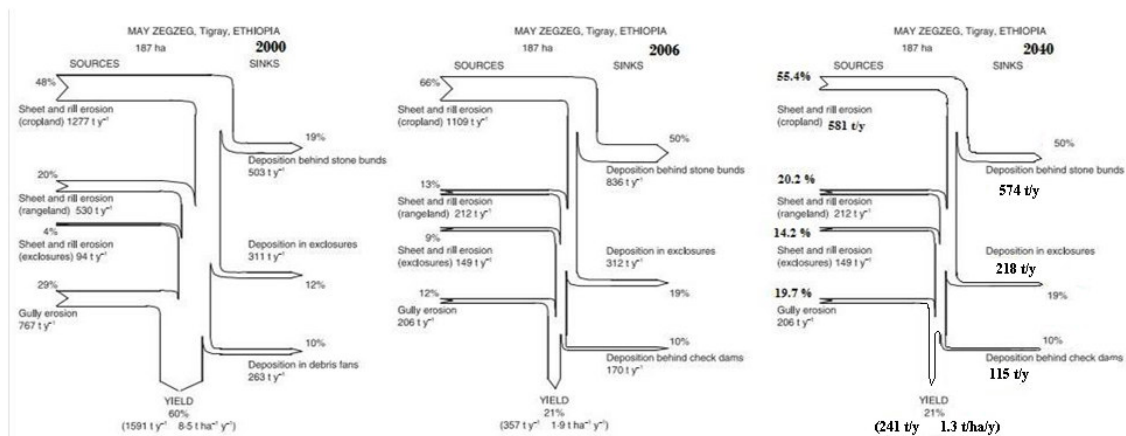 MAY ZEGZEG, Tigray, ETHIOPIA
187 ha 2000
SOURCES SINKS
48%
Sheet and rill erosion
(cropland) 1277 t y⁻¹
19%
Deposition behind stone bunds
503 t y⁻¹
20%
Sheet and rill erosion
(rangeland) 530 t y⁻¹
4%
Sheet and rill erosion
(exclosures) 94 t y⁻¹
Deposition in exclosures
311 t y⁻¹
12%
29%
Gully erosion
767 t y⁻¹
10%
Deposition in debris fans
263 t y⁻¹
YIELD
60%
(1591 t y⁻¹ 8·5 t ha⁻¹ y⁻¹)
MAY ZEGZEG, Tigray, ETHIOPIA
187 ha 2006
SOURCES SINKS
66%
Sheet and rill erosion
(cropland) 1109 t y⁻¹
50%
Deposition behind stone bunds
836 t y⁻¹
13%
Sheet and rill erosion
(rangeland) 212 t y⁻¹
9%
Sheet and rill erosion
(exclosures) 149 t y⁻¹
Deposition in exclosures
312 t y⁻¹
19%
12%
Gully erosion
206 t y⁻¹
10%
Deposition behind check dams
170 t y⁻¹
YIELD
21%
(357 t y⁻¹ 1·9 t ha⁻¹ y⁻¹)
MAY ZEGZEG, Tigray, ETHIOPIA
187 ha 2040
SOURCES SINKS
55.4%
Sheet and rill erosion
(cropland) 581 t/y
50%
Deposition behind stone bunds
574 t/y
20.2 %
Sheet and rill erosion
(rangeland) 212 t y⁻¹
14.2 %
Sheet and rill erosion
(exclosures) 149 t y⁻¹
Deposition in exclosures
218 t/y
19%
19.7 %
Gully erosion
206 t y⁻¹
10%
Deposition behind check dams
115 t/y
YIELD
21%
(241 t/y 1.3 t/ha/y)